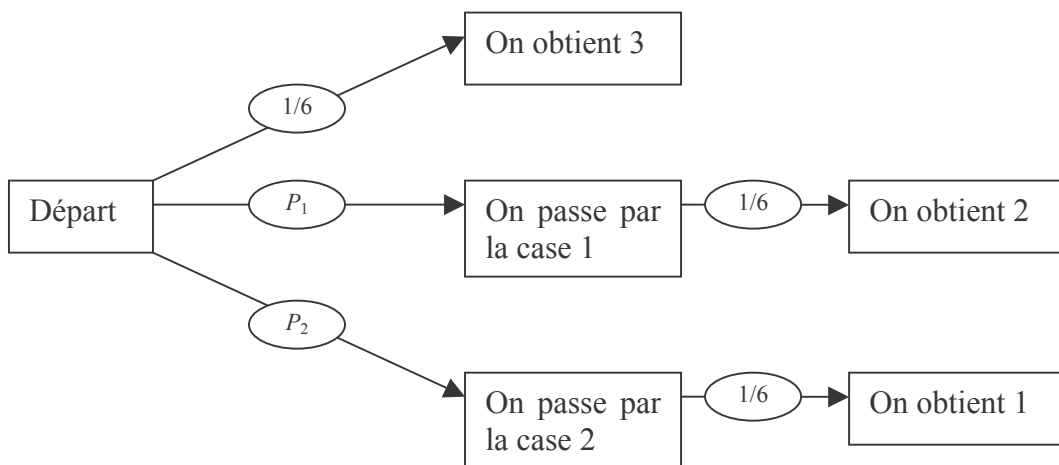 On obtient 3
1/6
Départ
P₁
On passe par
la case 1
1/6
On obtient 2
P₂
On passe par
la case 2
1/6
On obtient 1